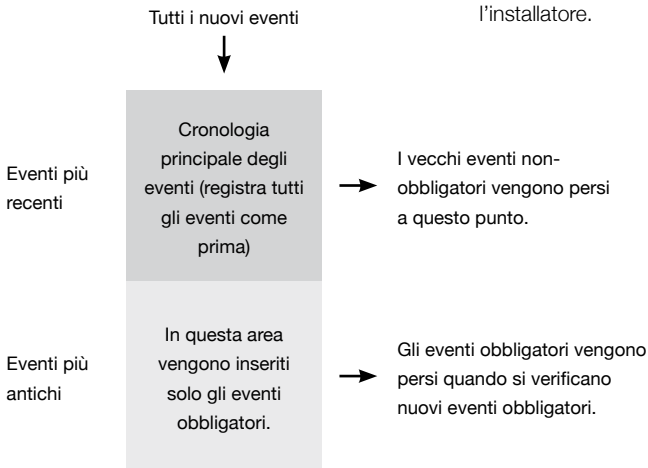 l'installatore.
Tutti i nuovi eventi
Eventi più
recenti
Cronologia
principale degli
eventi (registra tutti
gli eventi come
prima)
I vecchi eventi non-
obbligatori vengono persi
a questo punto.
Eventi più
antichi
In questa area
vengono inseriti
solo gli eventi
obbligatori.
Gli eventi obbligatori vengono
persi quando si verificano
nuovi eventi obbligatori.